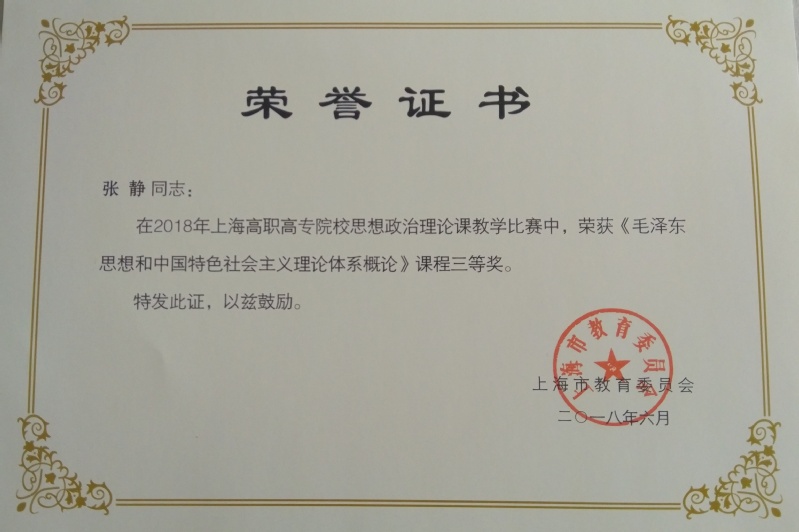 荣誉证书
张 静 同志：
在2018年上海高职高专院校思想政治理论课教学比赛中，荣获《毛泽东
思想和中国特色社会主义理论体系概论》课程三等奖。
特发此证，以兹鼓励。
上海市教育委员会
上海市教育委员会
二〇一八年六月